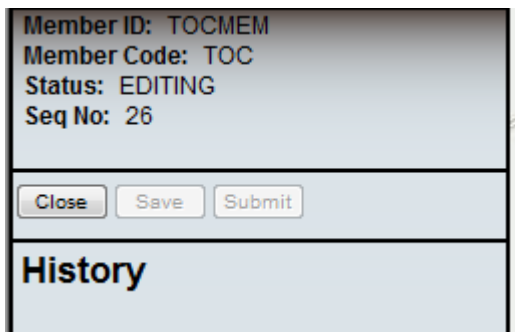 Member ID: TOCMEM
Member Code: TOC
Status: EDITING
Seq No: 26
Close Save Submit
History